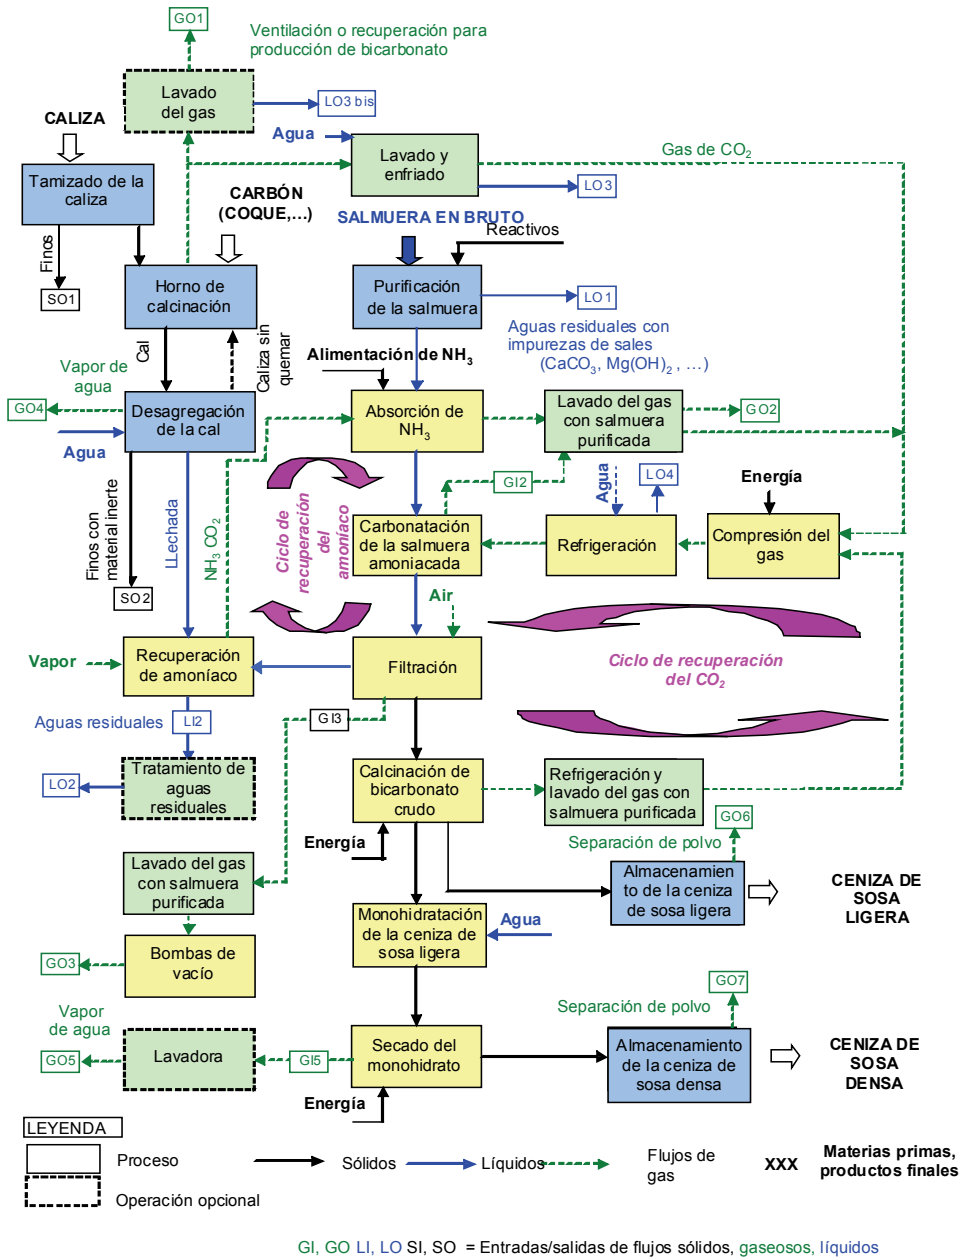 GO1
Ventilación o recuperación para
producción de bicarbonato
Lavado
del gas
LO3 bis
CALIZA
Agua
Lavado y
enfriado
Gas de CO2
LO3
Tamizado de la
caliza
CARBÓN
(COQUE,...)
SALMUERA EN BRUTO
Reactivos
Finos
SO1
Horno de
calcinación
Purificación
de la salmuera
LO1
Aguas residuales con
impurezas de sales
(CaCO3, Mg(OH)2 , ...)
Cal
Caliza sin
quemar
Alimentación de NH3
Vapor de
agua
GO4
Desagregación
de la cal
Absorción de
NH3
Lavado del gas
con salmuera
purificada
GO2
Agua
Finos con
material inerte
LLechada
NH3 CO2
Ciclo de
recuperación
del
amoníaco
GI2
Agua
LO4
Energía
Carbonatación
de la salmuera
amoniacada
Refrigeración
Compresión del
gas
SO2
Air
Vapor
Recuperación
de amoníaco
Filtración
Ciclo de recuperación
del CO2
Aguas residuales
LI2
GI3
LO2
Tratamiento de
aguas
residuales
Calcinación de
bicarbonato
crudo
Refrigeración y
lavado del gas con
salmuera purificada
GO6
Energía
Separación de polvo
Lavado del gas
con salmuera
purificada
Almacenamien
to de la ceniza
de sosa ligera
CENIZA DE
SOSA
LIGERA
Monohidratación
de la ceniza de
sosa ligera
Agua
GO3
Bombas de
vacío
GO7
Vapor
de agua
Separación de polvo
GO5
Lavadora
GI5
Secado del
monohidrato
Almacenamiento
de la ceniza de
sosa densa
CENIZA DE
SOSA
DENSA
Energía
LEYENDA
Proceso
Sólidos
Líquidos
Flujos de
gas
XXX
Materias primas,
productos finales
Operación opcional
GI, GO LI, LO SI, SO = Entradas/salidas de flujos sólidos, gaseosos, líquidos